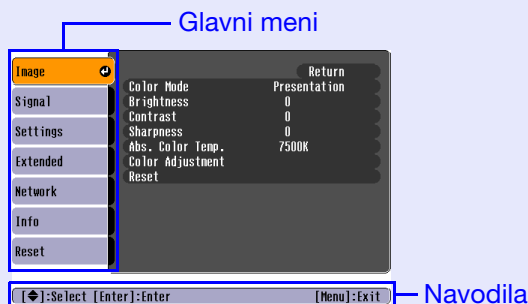 Glavni meni
Image
Signal
Settings
Extended
Network
Info
Reset
Return
Color Mode Presentation
Brightness 0
Contrast 0
Sharpness 0
Abs. Color Temp. 7500K
Color Adjustment
Reset
[◆]:Select [Enter]:Enter [Menu]:Exit
Navodila